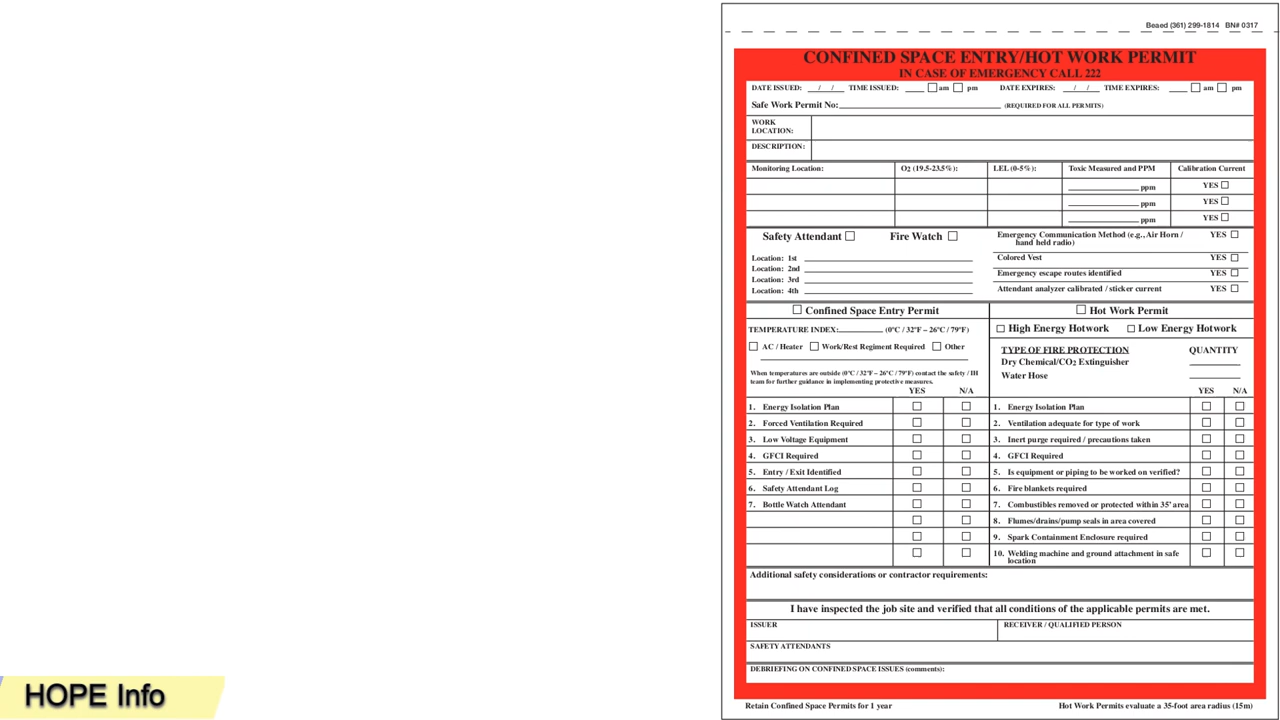 Beaed (361) 299-1814 BN# 0317
CONFINED SPACE ENTRY/HOT WORK PERMIT
IN CASE OF EMERGENCY CALL 222
DATE ISSUED: / / TIME ISSUED: am pm DATE EXPIRES: / / TIME EXPIRES: am pm
Safe Work Permit No: (REQUIRED FOR ALL PERMITS)
WORK
LOCATION:
DESCRIPTION:
Monitoring Location: O2 (19.5-23.5%): LEL (0-5%): Toxic Measured and PPM Calibration Current
ppm YES
ppm YES
ppm YES
Safety Attendant Fire Watch
Location: 1st
Location: 2nd
Location: 3rd
Location: 4th
Emergency Communication Method (e.g., Air Horn / YES
hand held radio)
Colored Vest YES
Emergency escape routes identified YES
Attendant analyzer calibrated / sticker current YES
Confined Space Entry Permit
TEMPERATURE INDEX: (0°C / 32°F – 26°C / 79°F)
AC / Heater Work/Rest Regiment Required Other
When temperatures are outside (0°C / 32°F – 26°C / 79°F) contact the safety / IH
team for further guidance in implementing protective measures.
YES N/A
1. Energy Isolation Plan
2. Forced Ventilation Required
3. Low Voltage Equipment
4. GFCI Required
5. Entry / Exit Identified
6. Safety Attendant Log
7. Bottle Watch Attendant
Hot Work Permit
High Energy Hotwork Low Energy Hotwork
TYPE OF FIRE PROTECTION QUANTITY
Dry Chemical/CO2 Extinguisher
Water Hose
YES N/A
1. Energy Isolation Plan
2. Ventilation adequate for type of work
3. Inert purge required / precautions taken
4. GFCI Required
5. Is equipment or piping to be worked on verified?
6. Fire blankets required
7. Combustibles removed or protected within 35' area
8. Flumes/drains/pump seals in area covered
9. Spark Containment Enclosure required
10. Welding machine and ground attachment in safe
location
Additional safety considerations or contractor requirements:
I have inspected the job site and verified that all conditions of the applicable permits are met.
ISSUER RECEIVER / QUALIFIED PERSON
SAFETY ATTENDANTS
DEBRIEFING ON CONFINED SPACE ISSUES (comments):
Retain Confined Space Permits for 1 year Hot Work Permits evaluate a 35-foot area radius (15m)
HOPE Info